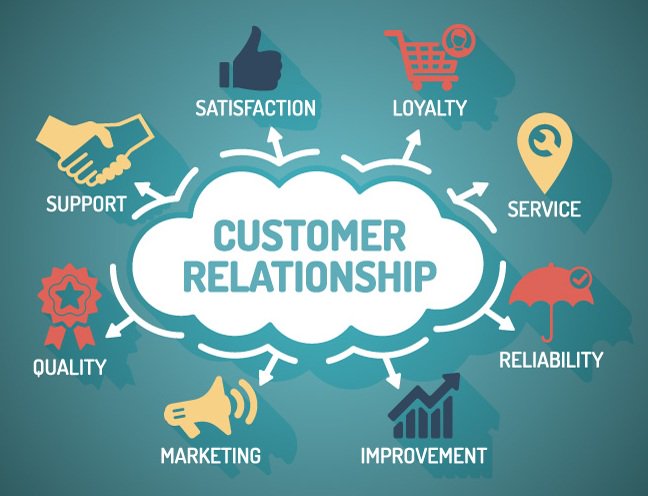 SATISFACTION
LOYALTY
SUPPORT
SERVICE
CUSTOMER
RELATIONSHIP
QUALITY
RELIABILITY
MARKETING
IMPROVEMENT